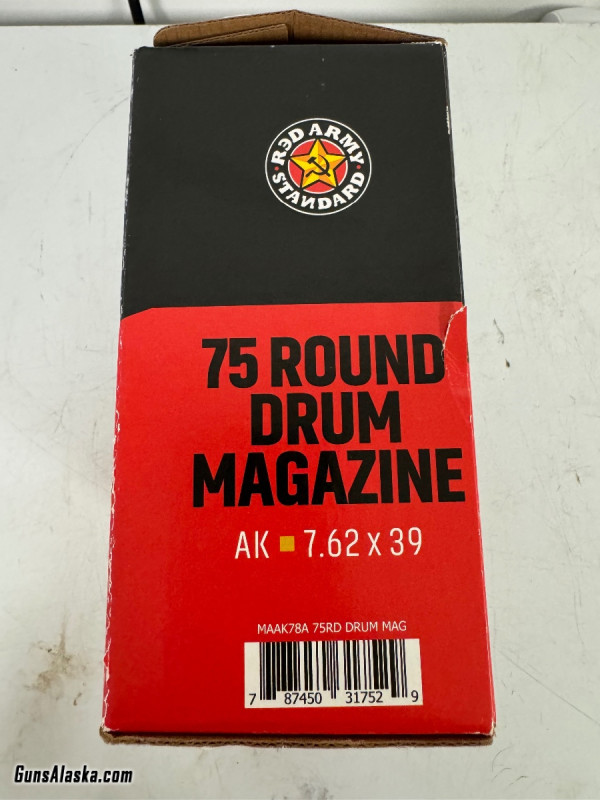 RED ARMY
STANDARD
75 ROUND
DRUM
MAGAZINE
AK ■ 7.62 x 39
MAAK78A 75RD DRUM MAG
7 87450 31752 9
GunsAlaska.com